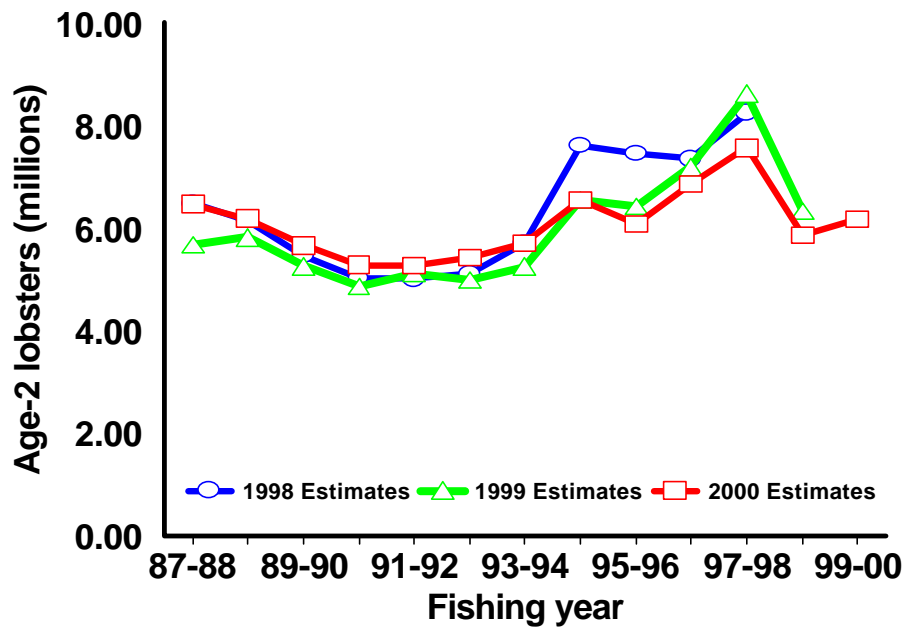 10.00
8.00
6.00
4.00
2.00
0.00
Age-2 lobsters (millions)
1998 Estimates 1999 Estimates 2000 Estimates
87-88 89-90 91-92 93-94 95-96 97-98 99-00
Fishing year